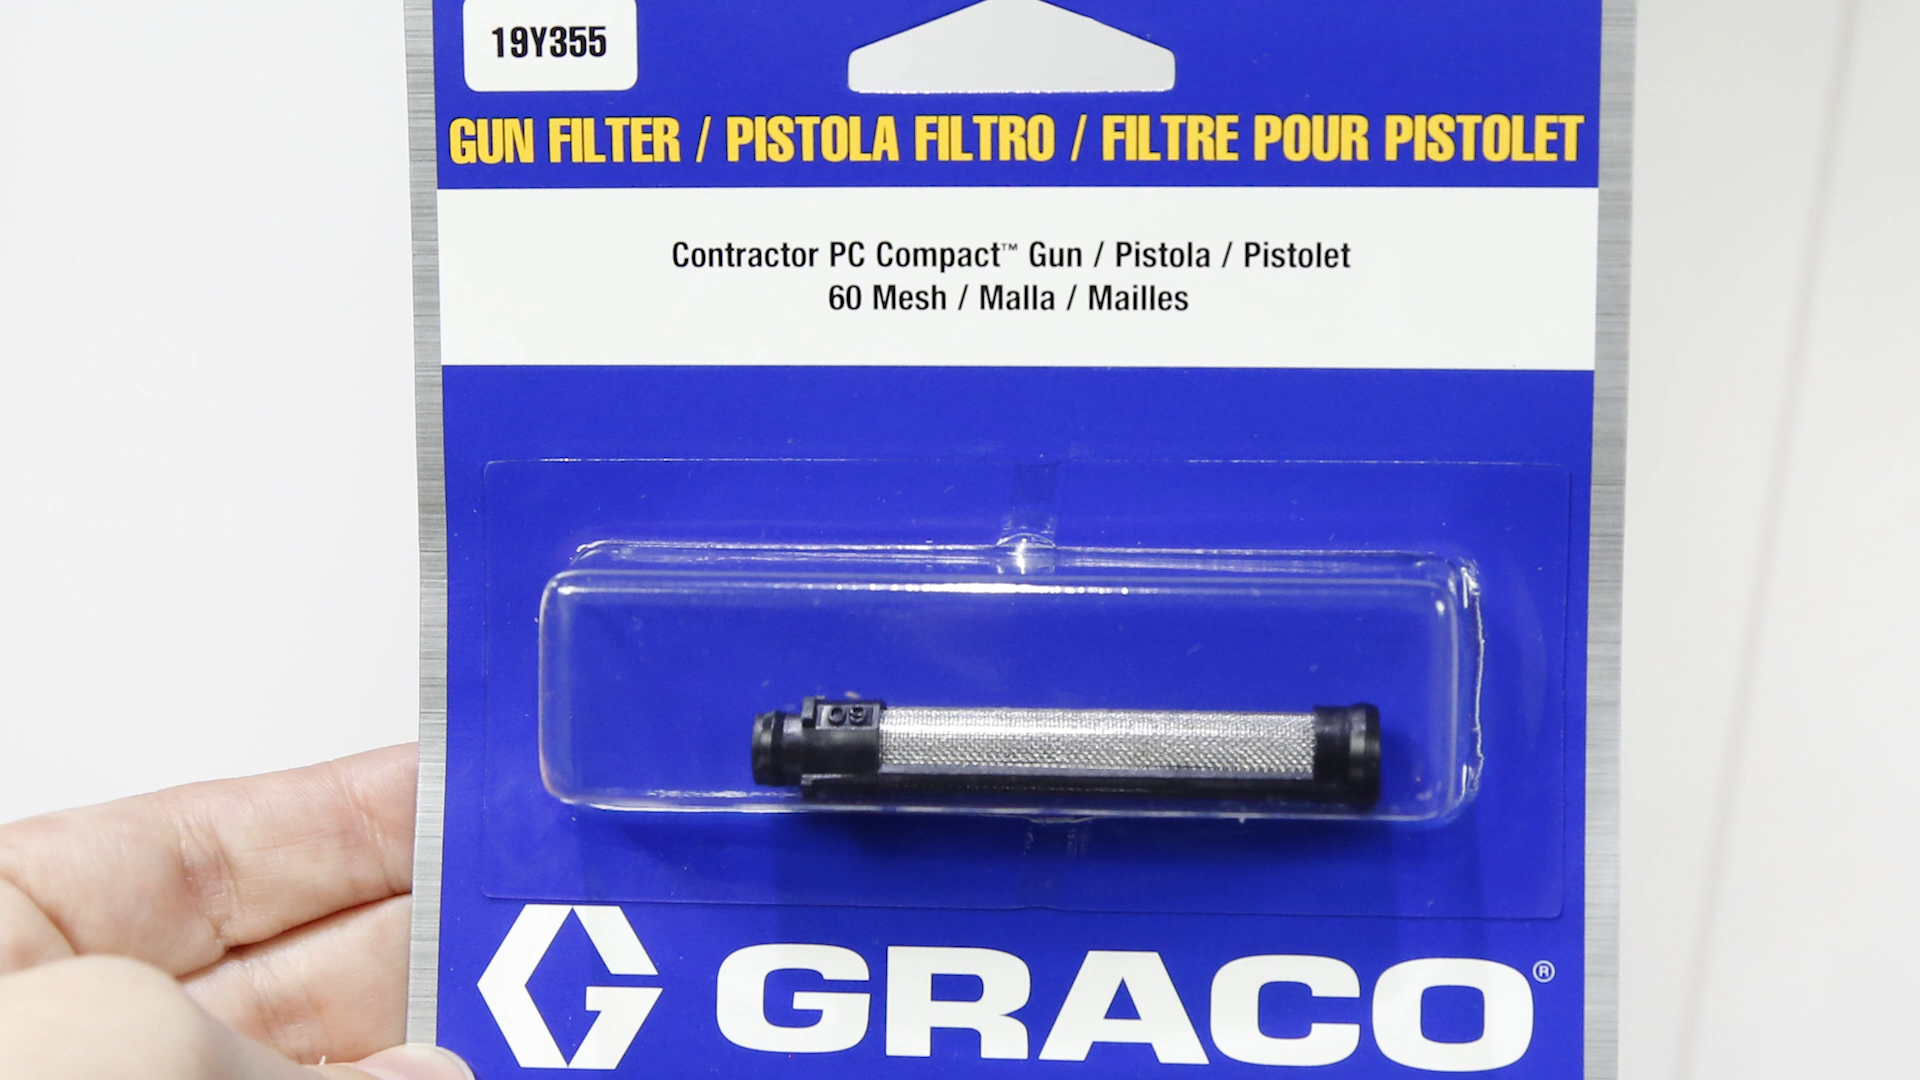 19Y355
GUN FILTER / PISTOLA FILTRO / FILTRE POUR PISTOLET
Contractor PC Compact™ Gun / Pistola / Pistolet
60 Mesh / Malla / Mailles
GRACO®